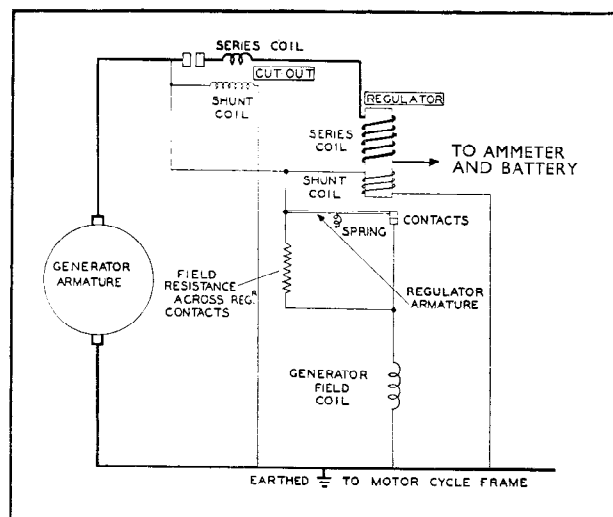 SERIES COIL
CUT OUT
SHUNT
COIL
REGULATOR
SERIES
COIL
SHUNT
COIL
TO AMMETER
AND BATTERY
CONTACTS
SPRING
GENERATOR
ARMATURE
FIELD
RESISTANCE
ACROSS REG.R
CONTACTS
REGULATOR
ARMATURE
GENERATOR
FIELD
COIL
EARTHED TO MOTOR CYCLE FRAME